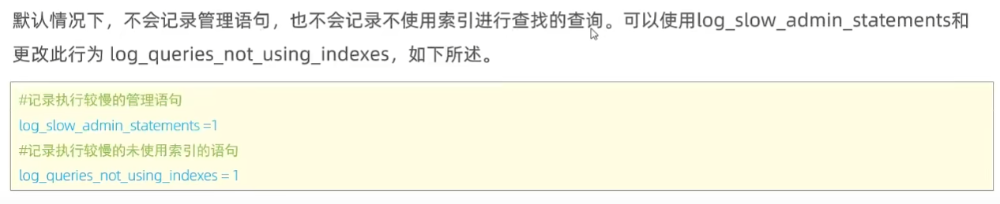 默认情况下，不会记录管理语句，也不会记录不使用索引进行查找的查询。可以使用log_slow_admin_statements和
更改此行为 log_queries_not_using_indexes，如下所述。
#记录执行较慢的管理语句
log_slow_admin_statements =1
#记录执行较慢的未使用索引的语句
log_queries_not_using_indexes = 1